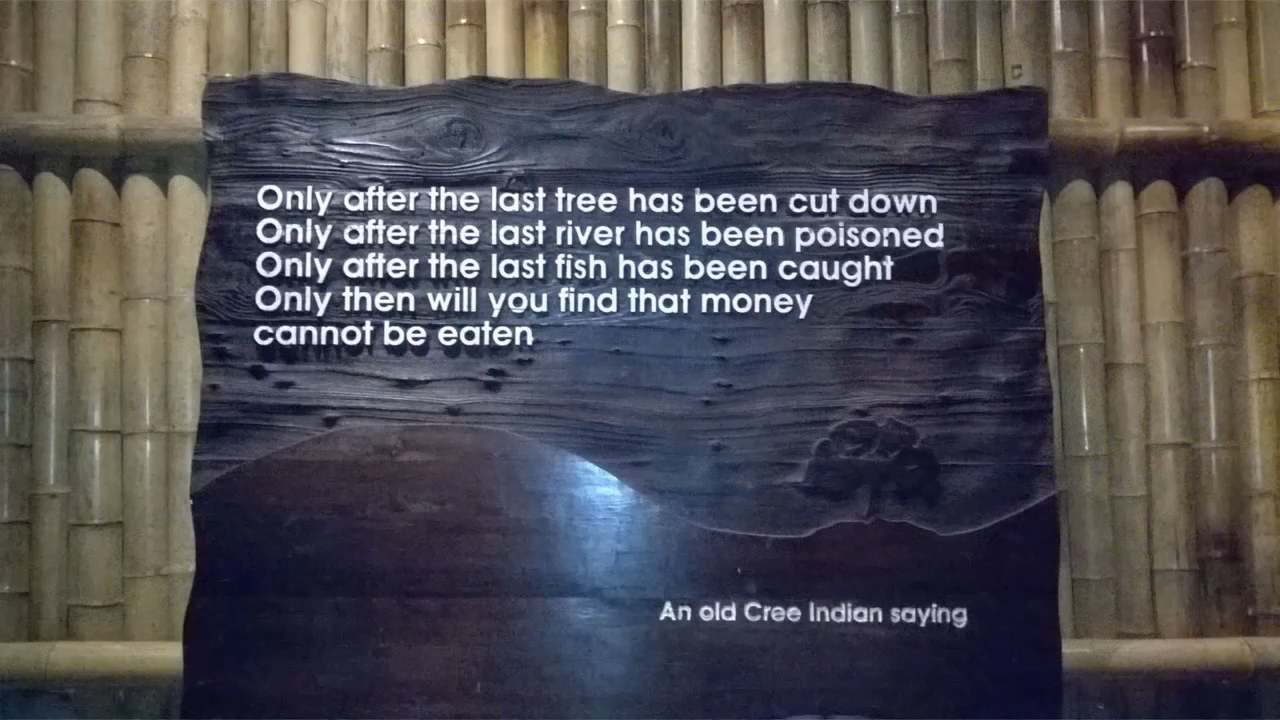 Only after the last tree has been cut down
Only after the last river has been poisoned
Only after the last fish has been caught
Only then will you find that money
cannot be eaten
An old Cree Indian saying